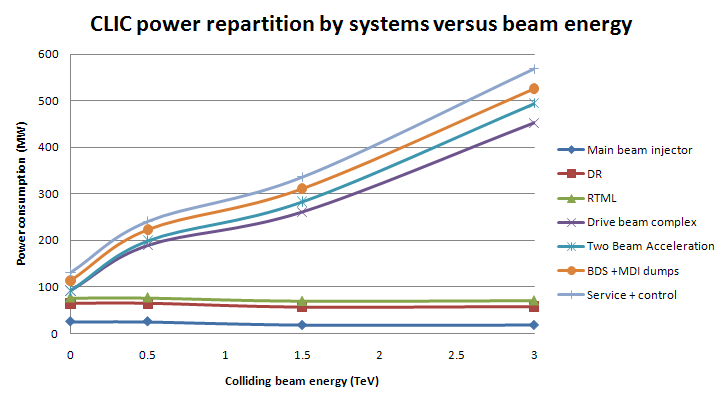 CLIC power repartition by systems versus beam energy
600
500
400
300
200
100
0
Power consumption (MW)
0
0.5
1
1.5
2
2.5
3
Colliding beam energy (TeV)
Main beam injector
DR
RTML
Drive beam complex
Two Beam Acceleration
BDS +MDI dumps
Service + control